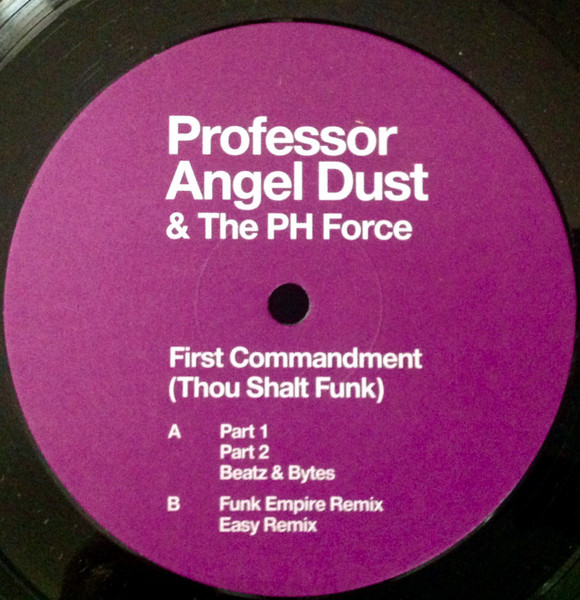 Professor
Angel Dust
& The PH Force
First Commandment
(Thou Shalt Funk)
A Part 1
Part 2
Beatz & Bytes
B Funk Empire Remix
Easy Remix